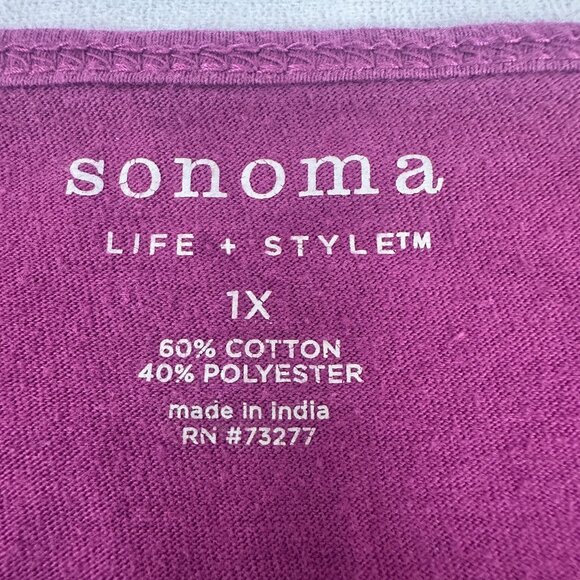 sonoma
LIFE + STYLE™
1X
60% COTTON
40% POLYESTER
made in india
RN #73277